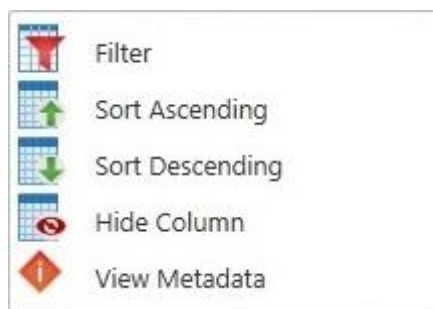 Filter
Sort Ascending
Sort Descending
Hide Column
View Metadata